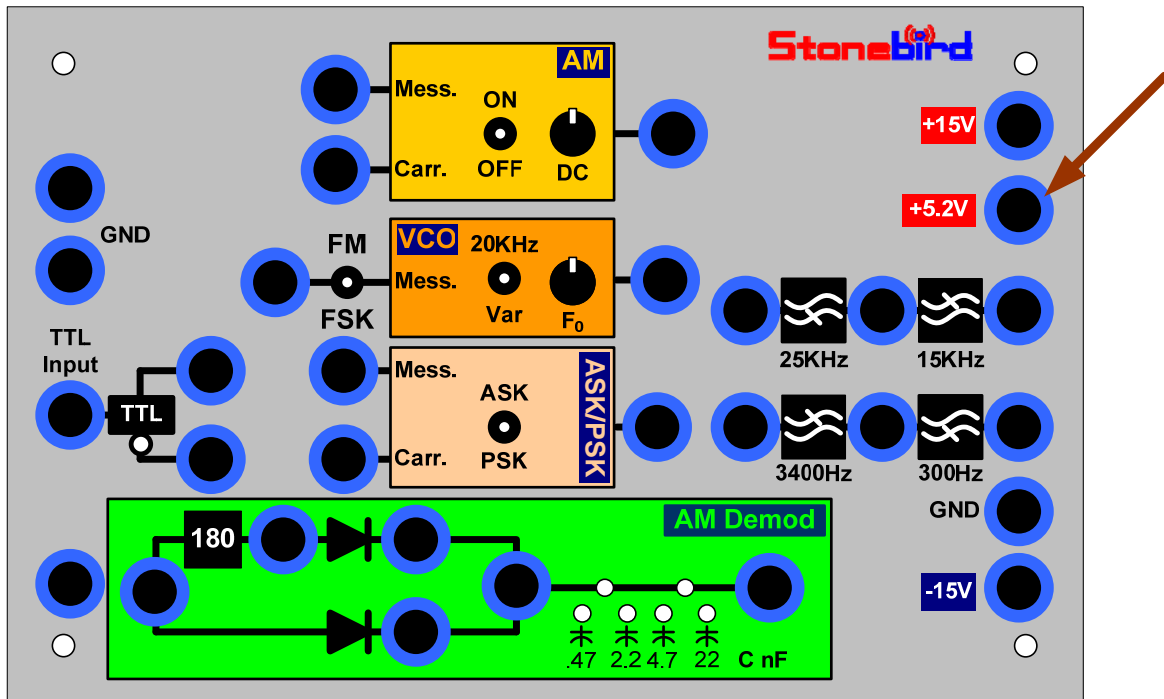 Stonebird
AM
Mess.
ON
Carr.
OFF
DC
+15V
+5.2V
GND
FM
VCO
20KHz
Mess.
FSK
Var
F₀
25KHz
15KHz
TTL
Input
TTL
Mess.
ASK
Carr.
PSK
ASK/PSK
3400Hz
300Hz
GND
AM Demod
180
-15V
.47
2.2
4.7
22
C nF